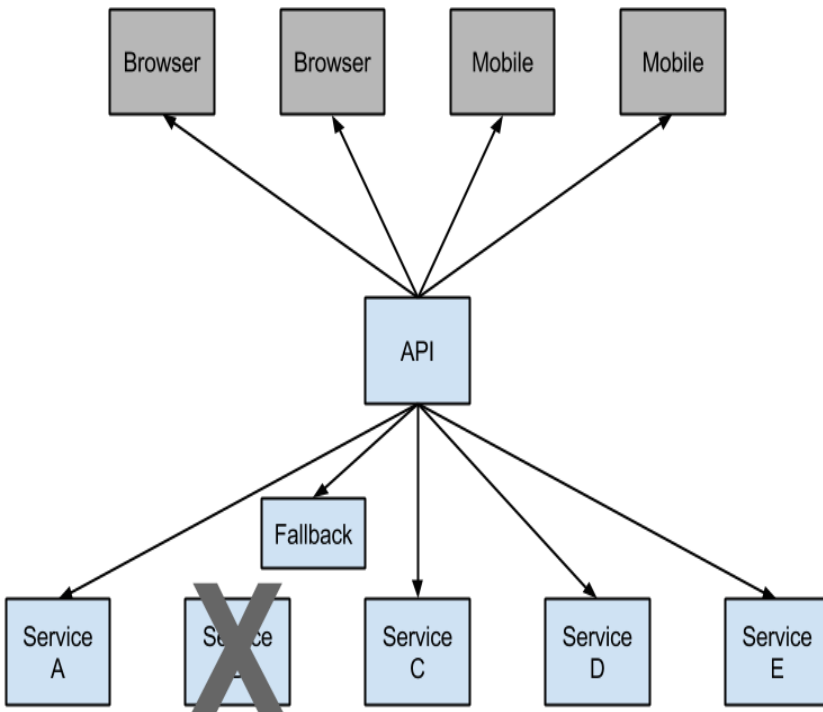 Browser
Browser
Mobile
Mobile
API
Fallback
Service
A
Service
C
Service
D
Service
E